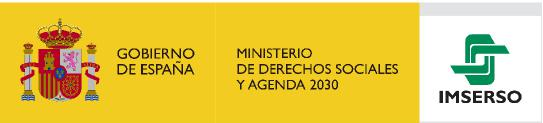 GOBIERNO
DE ESPAÑA
MINISTERIO
DE DERECHOS SOCIALES
Y AGENDA 2030
IMSERSO